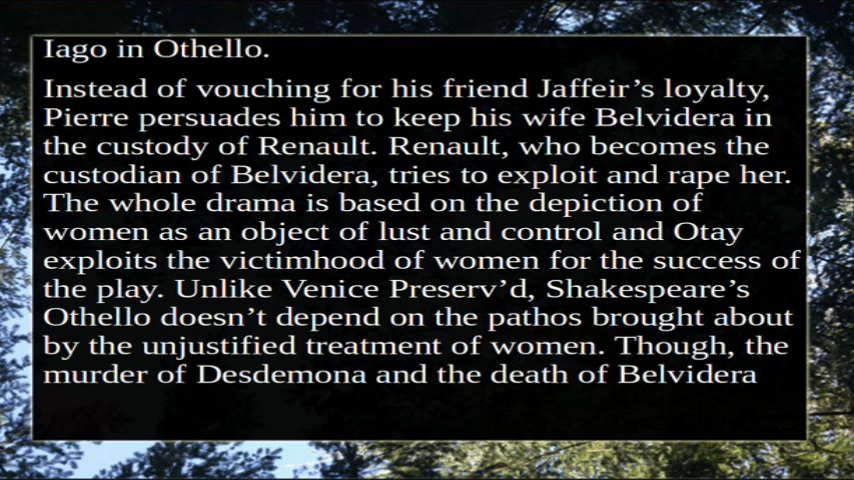 Iago in Othello.
Instead of vouching for his friend Jaffeir’s loyalty,
Pierre persuades him to keep his wife Belvidera in
the custody of Renault. Renault, who becomes the
custodian of Belvidera, tries to exploit and rape her.
The whole drama is based on the depiction of
women as an object of lust and control and Otay
exploits the victimhood of women for the success of
the play. Unlike Venice Preserv’d, Shakespeare’s
Othello doesn’t depend on the pathos brought about
by the unjustified treatment of women. Though, the
murder of Desdemona and the death of Belvidera